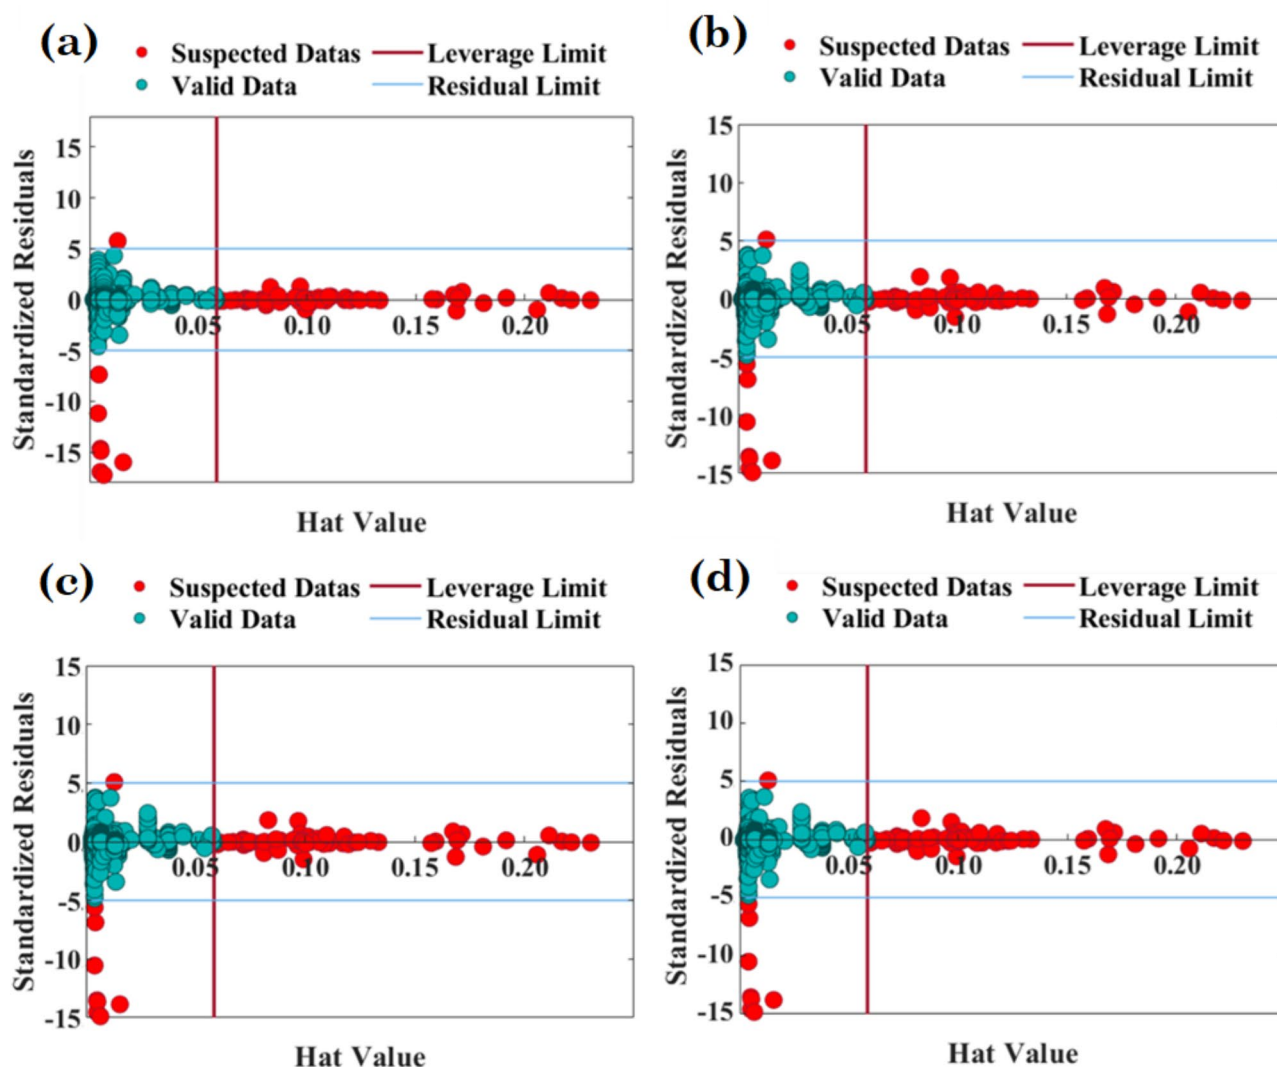 (a)
Suspected Datas
Leverage Limit
Valid Data
Residual Limit
Standardized Residuals
15
10
5
0
-5
-10
-15
0.05
0.10
0.15
0.20
Hat Value
(b)
Suspected Datas
Leverage Limit
Valid Data
Residual Limit
Standardized Residuals
15
10
5
0
-5
-10
-15
0.05
0.10
0.15
0.20
Hat Value
(c)
Suspected Datas
Leverage Limit
Valid Data
Residual Limit
Standardized Residuals
15
10
5
0
-5
-10
-15
0.05
0.10
0.15
0.20
Hat Value
(d)
Suspected Datas
Leverage Limit
Valid Data
Residual Limit
Standardized Residuals
15
10
5
0
-5
-10
-15
0.05
0.10
0.15
0.20
Hat Value